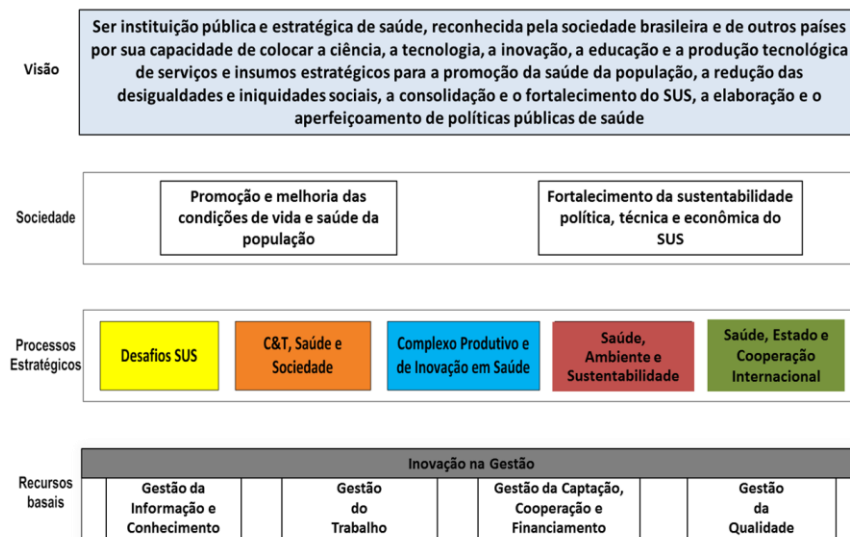 Visão
Ser instituição pública e estratégica de saúde, reconhecida pela sociedade brasileira e de outros países
por sua capacidade de colocar a ciência, a tecnologia, a inovação, a educação e a produção tecnológica
de serviços e insumos estratégicos para a promoção da saúde da população, a redução das
desigualdades e iniquidades sociais, a consolidação e o fortalecimento do SUS, a elaboração e o
aperfeiçoamento de políticas públicas de saúde
Sociedade
Promoção e melhoria das
condições de vida e saúde da
população
Fortalecimento da sustentabilidade
política, técnica e econômica do
SUS
Processos
Estratégicos
Desafios SUS
C&T, Saúde e
Sociedade
Complexo Produtivo e
de Inovação em Saúde
Saúde,
Ambiente e
Sustentabilidade
Saúde, Estado e
Cooperação
Internacional
Recursos
basais
Inovação na Gestão
Gestão da
Informação e
Conhecimento
Gestão
do
Trabalho
Gestão da Captação,
Cooperação e
Financiamento
Gestão
da
Qualidade